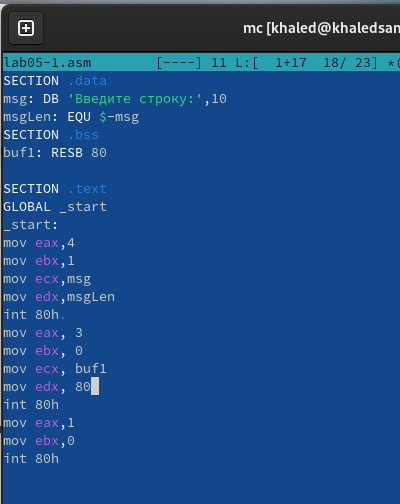 mc [khaled@khaledsan
lab05-1.asm [----] 11 L:[ 1+17 18/ 23] *(
SECTION .data
msg: DB 'Введите строку:',10
msgLen: EQU $-msg
SECTION .bss
buf1: RESB 80
SECTION .text
GLOBAL _start
_start:
mov eax,4
mov ebx,1
mov ecx,msg
mov edx,msgLen
int 80h.
mov eax, 3
mov ebx, 0
mov ecx, buf1
mov edx, 80
int 80h
mov eax,1
mov ebx,0
int 80h